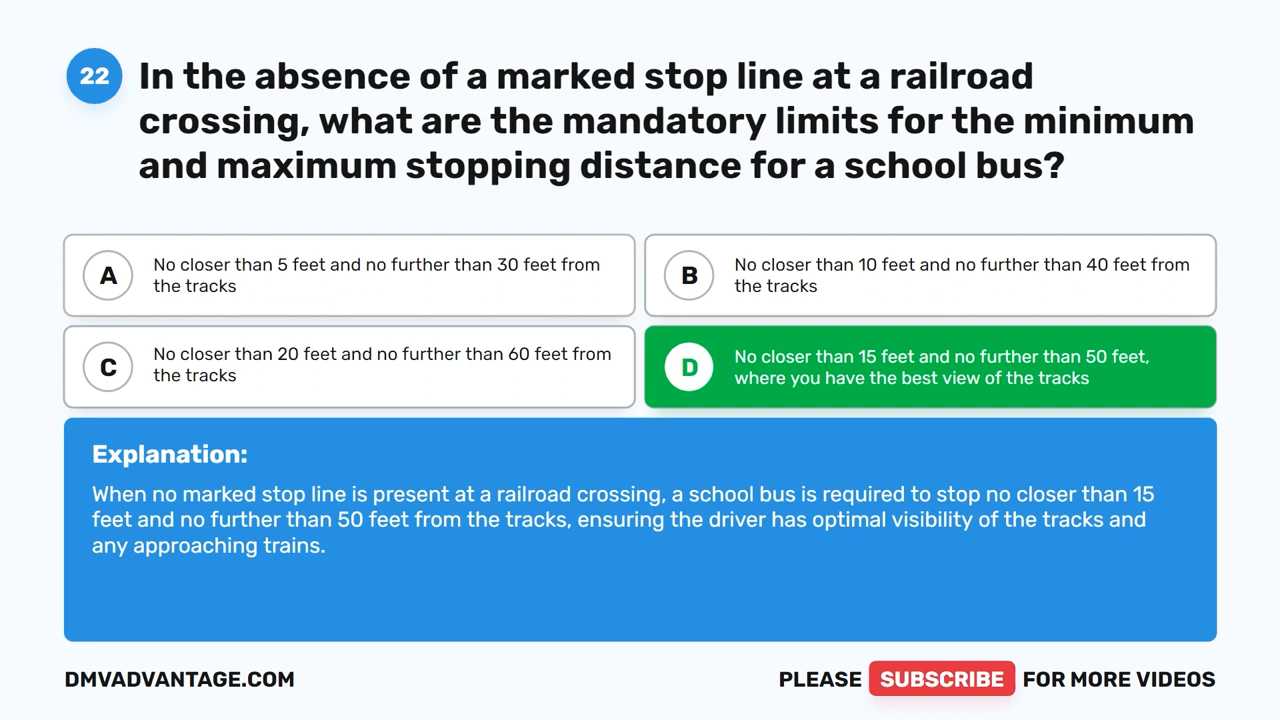 22
In the absence of a marked stop line at a railroad
crossing, what are the mandatory limits for the minimum
and maximum stopping distance for a school bus?
A
No closer than 5 feet and no further than 30 feet from
the tracks
B
No closer than 10 feet and no further than 40 feet from
the tracks
C
No closer than 20 feet and no further than 60 feet from
the tracks
D
No closer than 15 feet and no further than 50 feet,
where you have the best view of the tracks
Explanation:
When no marked stop line is present at a railroad crossing, a school bus is required to stop no closer than 15
feet and no further than 50 feet from the tracks, ensuring the driver has optimal visibility of the tracks and
any approaching trains.
DMVADVANTAGE.COM
PLEASE SUBSCRIBE FOR MORE VIDEOS